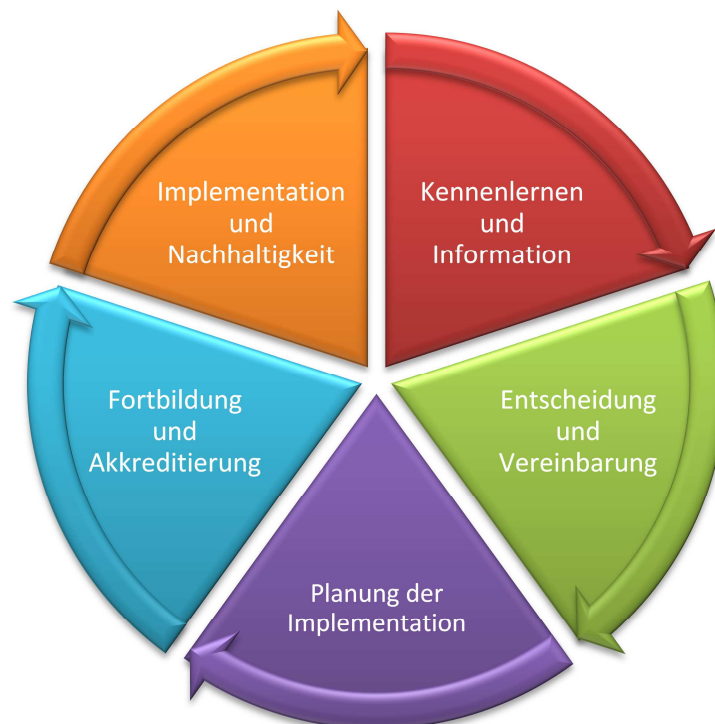 Implementation
und
Nachhaltigkeit
Kennenlernen
und
Information
Fortbildung
und
Akkreditierung
Entscheidung
und
Vereinbarung
Planung der
Implementation